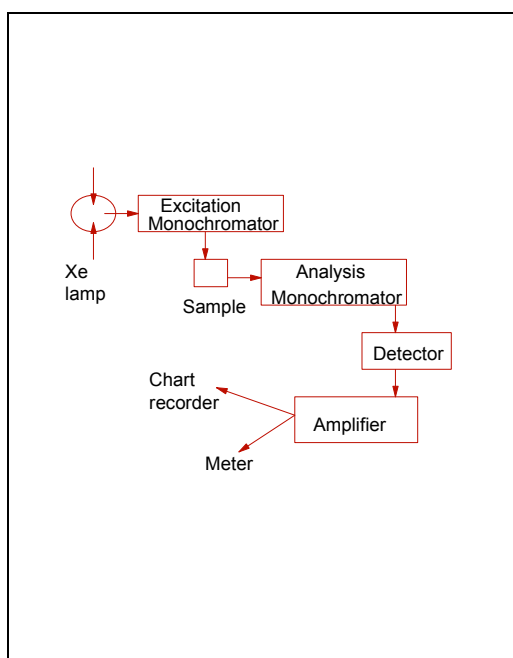 Excitation
Monochromator
Xe
lamp
Sample
Analysis
Monochromator
Detector
Chart
recorder
Amplifier
Meter